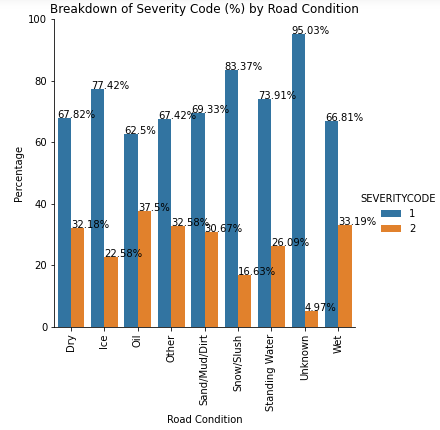 Breakdown of Severity Code (%) by Road Condition
100
80
60
40
20
0
Percentage
67.82%
32.18%
77.42%
22.58%
62.5%
37.5%
67.42%
32.58%
69.33%
30.67%
83.37%
16.63%
73.91%
26.09%
95.03%
4.97%
66.81%
33.19%
SEVERITYCODE
1
2
Dry
Ice
Oil
Other
Sand/Mud/Dirt
Snow/Slush
Standing Water
Unknown
Wet
Road Condition